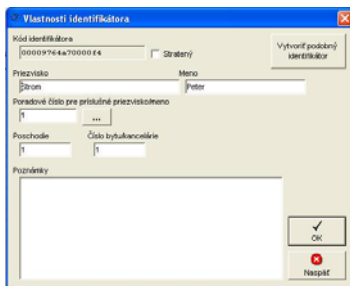 Vlastnosti identifikátora
Kód identifikátora
00009764a70000f4
Stratený
Vytvoriť podobný
identifikátor
Priezvisko
Meno
Strom
Peter
Poradové číslo pre príslušné priezvisko/meno
1
...
Poschodie
Číslo bytu/kancelárie
1
1
Poznámky
OK
Naspäť